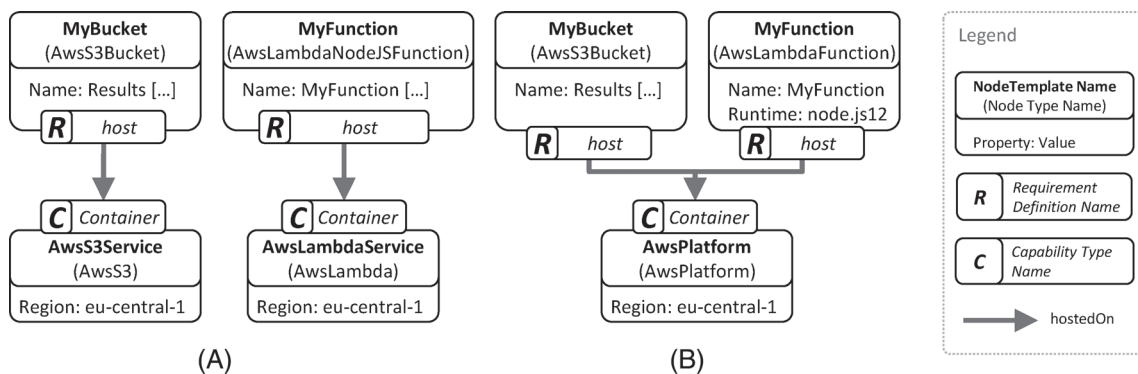 MyBucket
(AwsS3Bucket)
Name: Results [...]
R host
C Container
AwsS3Service
(AwsS3)
Region: eu-central-1
MyFunction
(AwsLambdaNodeJSFunction)
Name: MyFunction [...]
R host
C Container
AwsLambdaService
(AwsLambda)
Region: eu-central-1
(A)
MyBucket
(AwsS3Bucket)
Name: Results [...]
R host
MyFunction
(AwsLambdaFunction)
Name: MyFunction
Runtime: node.js12
R host
C Container
AwsPlatform
(AwsPlatform)
Region: eu-central-1
(B)
Legend
NodeTemplate Name
(Node Type Name)
Property: Value
R Requirement
Definition Name
C Capability Type
Name
hostedOn